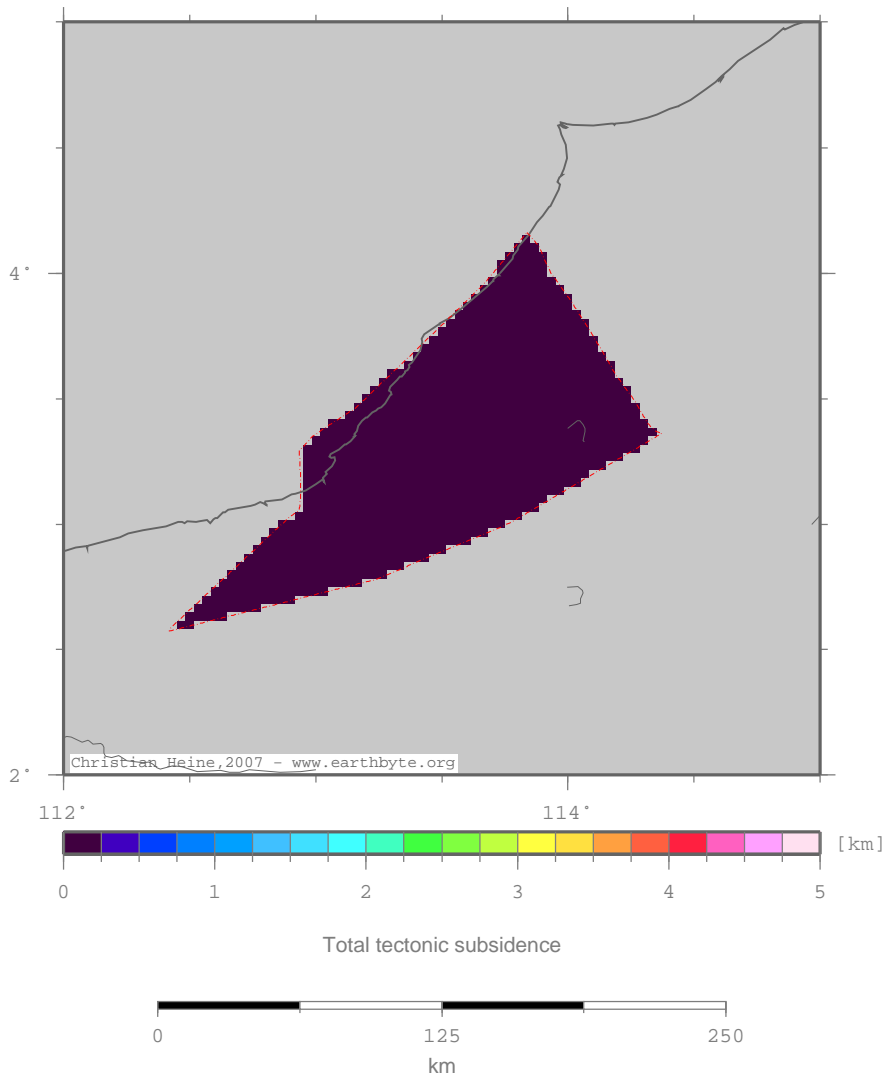 4°
2°
Christian Heine,2007 - www.earthbyte.org
112° 114°
[km]
0 1 2 3 4 5
Total tectonic subsidence
0 125 250
km